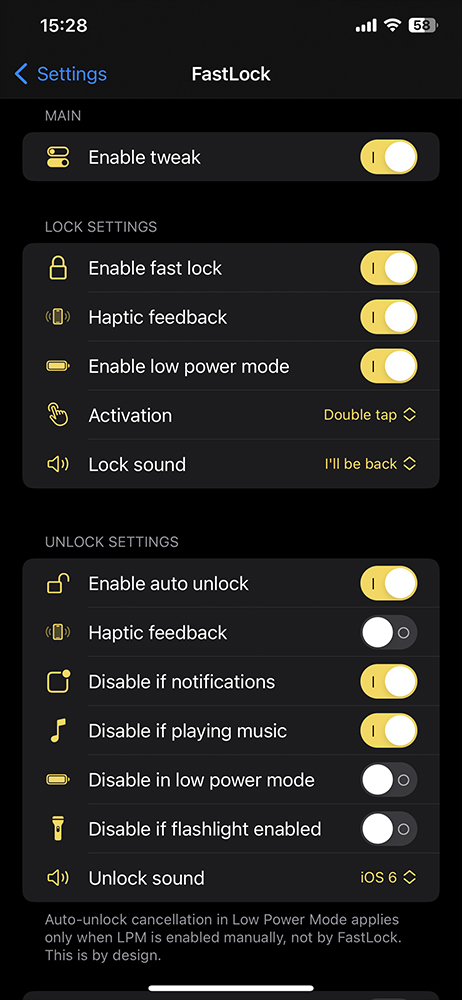 15:28
58
Settings
FastLock
MAIN
Enable tweak
LOCK SETTINGS
Enable fast lock
Haptic feedback
Enable low power mode
Activation
Double tap
Lock sound
I'll be back
UNLOCK SETTINGS
Enable auto unlock
Haptic feedback
Disable if notifications
Disable if playing music
Disable in low power mode
Disable if flashlight enabled
Unlock sound
iOS 6
Auto-unlock cancellation in Low Power Mode applies
only when LPM is enabled manually, not by FastLock.
This is by design.